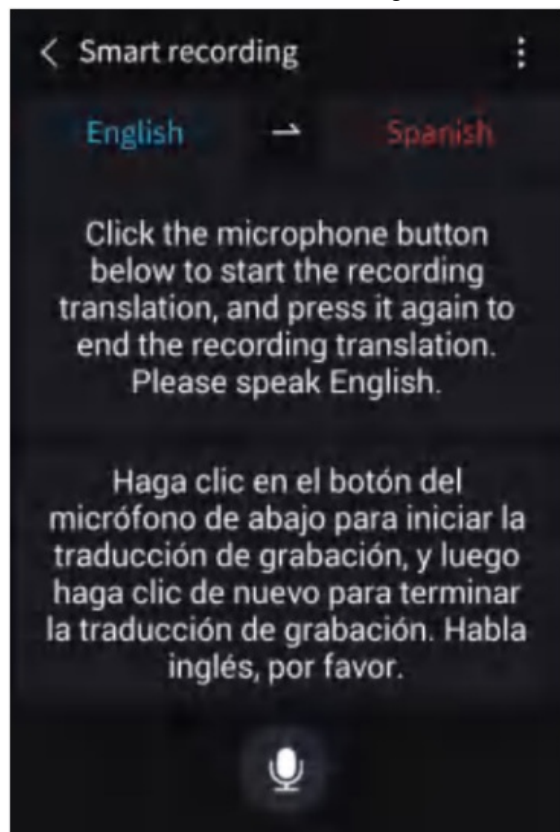 Smart recording
English
Spanish
Click the microphone button
below to start the recording
translation, and press it again to
end the recording translation.
Please speak English.
Haga clic en el botón del
micrófono de abajo para iniciar la
traducción de grabación, y luego
haga clic de nuevo para terminar
la traducción de grabación. Habla
inglés, por favor.